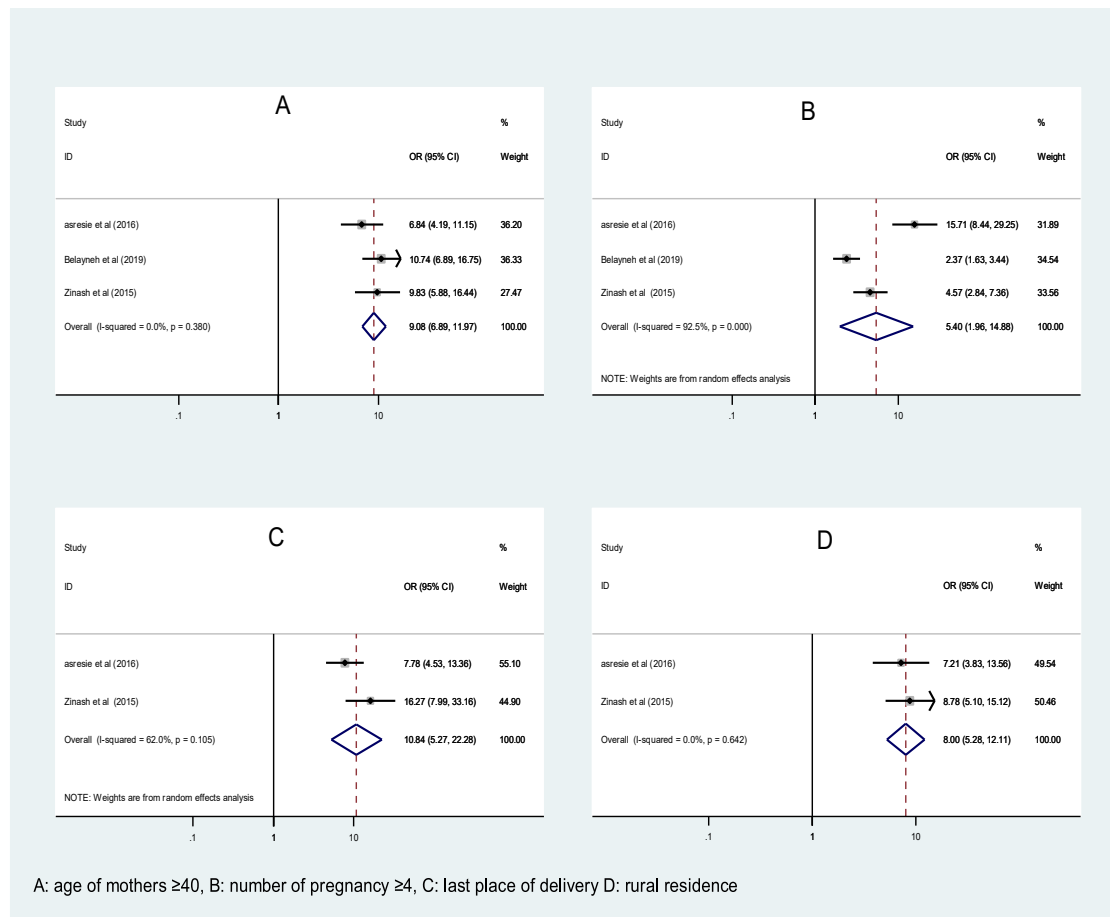 A
Study %
ID OR (95% CI) Weight
asresie et al (2016) 6.84 (4.19, 11.15) 36.20
Belayneh et al (2019) 10.74 (6.89, 16.75) 36.33
Zinash et al (2015) 9.83 (5.88, 16.44) 27.47
Overall (I-squared = 0.0%, p = 0.380) 9.08 (6.89, 11.97) 100.00
.1 1 10
B
Study %
ID OR (95% CI) Weight
asresie et al (2016) 15.71 (8.44, 29.25) 31.89
Belayneh et al (2019) 2.37 (1.63, 3.44) 34.54
Zinash et al (2015) 4.57 (2.84, 7.36) 33.56
Overall (I-squared = 92.5%, p = 0.000) 5.40 (1.96, 14.88) 100.00
NOTE: Weights are from random effects analysis
.1 1 10
C
Study %
ID OR (95% CI) Weight
asresie et al (2016) 7.78 (4.53, 13.36) 55.10
Zinash et al (2015) 16.27 (7.99, 33.16) 44.90
Overall (I-squared = 62.0%, p = 0.105) 10.84 (5.27, 22.28) 100.00
NOTE: Weights are from random effects analysis
.1 1 10
D
Study %
ID OR (95% CI) Weight
asresie et al (2016) 7.21 (3.83, 13.56) 49.54
Zinash et al (2015) 8.78 (5.10, 15.12) 50.46
Overall (I-squared = 0.0%, p = 0.642) 8.00 (5.28, 12.11) 100.00
.1 1 10
A: age of mothers ≥40, B: number of pregnancy ≥4, C: last place of delivery D: rural residence